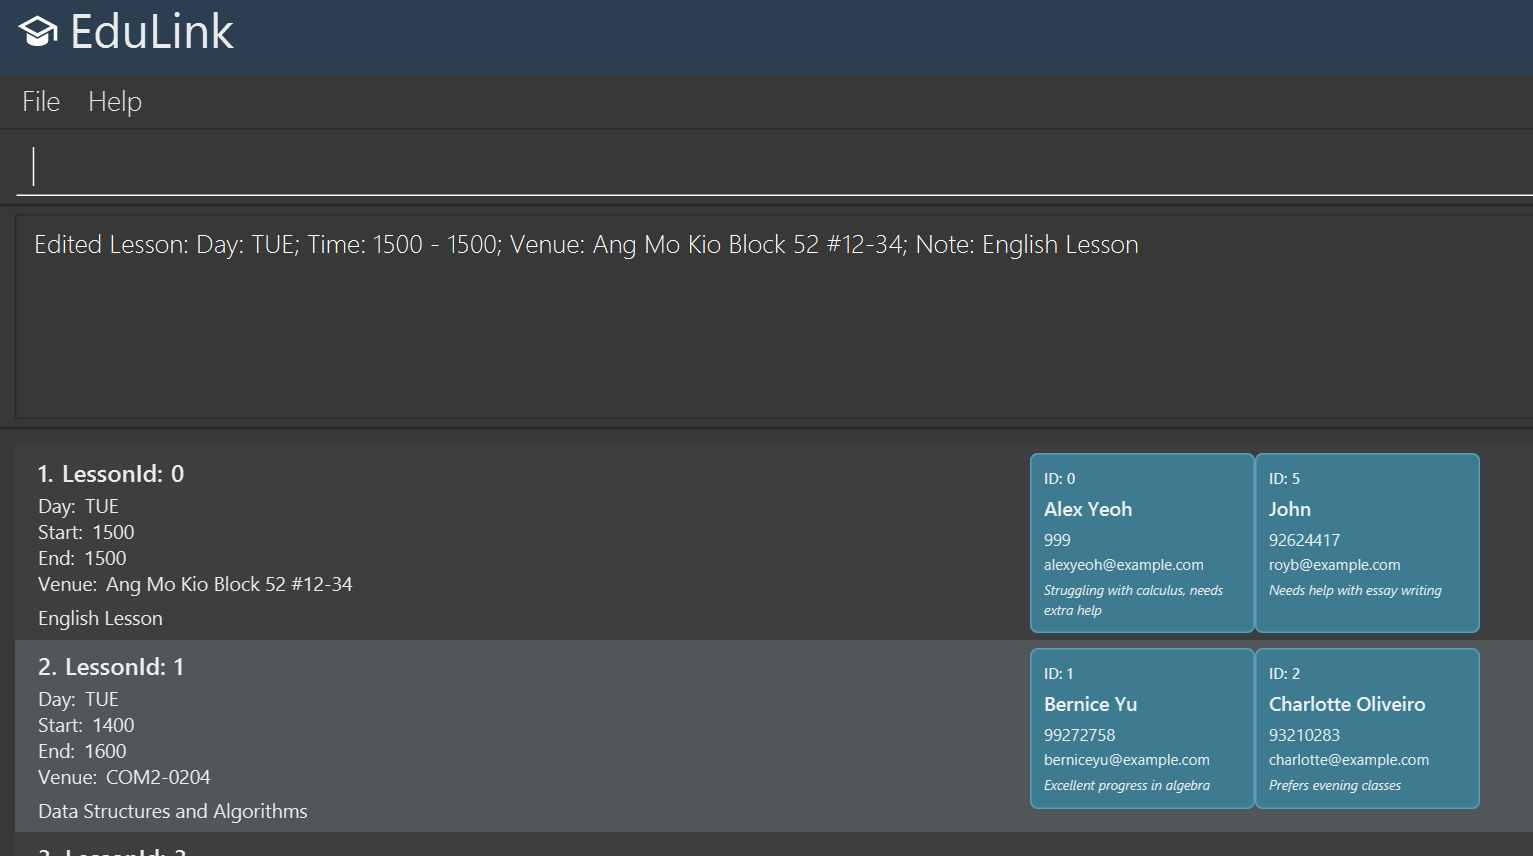 EduLink
File Help
Edited Lesson: Day: TUE; Time: 1500 - 1500; Venue: Ang Mo Kio Block 52 #12-34; Note: English Lesson
1. LessonId: 0
Day: TUE
Start: 1500
End: 1500
Venue: Ang Mo Kio Block 52 #12-34
English Lesson
ID: 0
Alex Yeoh
999
alexyeoh@example.com
Struggling with calculus, needs
extra help
ID: 5
John
92624417
royb@example.com
Needs help with essay writing
2. LessonId: 1
Day: TUE
Start: 1400
End: 1600
Venue: COM2-0204
Data Structures and Algorithms
ID: 1
Bernice Yu
99272758
berniceyu@example.com
Excellent progress in algebra
ID: 2
Charlotte Oliveiro
93210283
charlotte@example.com
Prefers evening classes